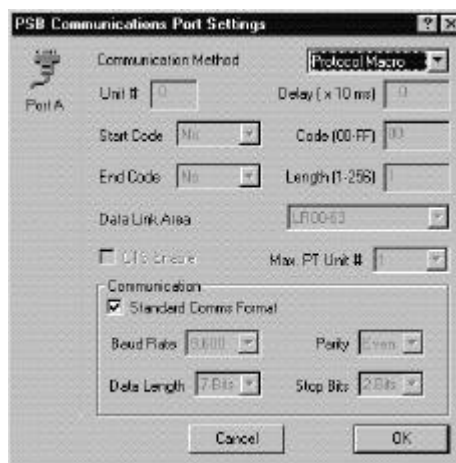 PSB Communications Port Settings
Port A
Communication Method Protocol Macro
Unit # 0 Delay ( x 10 ms) 0
Start Code No Code (00-FF) 00
End Code No Length (1-256) 1
Data Link Area LR00-63
CTS Enable Max. PT Unit # 1
Communication
Standard Comms Format
Baud Rate 9,600 Parity Even
Data Length 7 Bits Stop Bits 2 Bits
Cancel OK